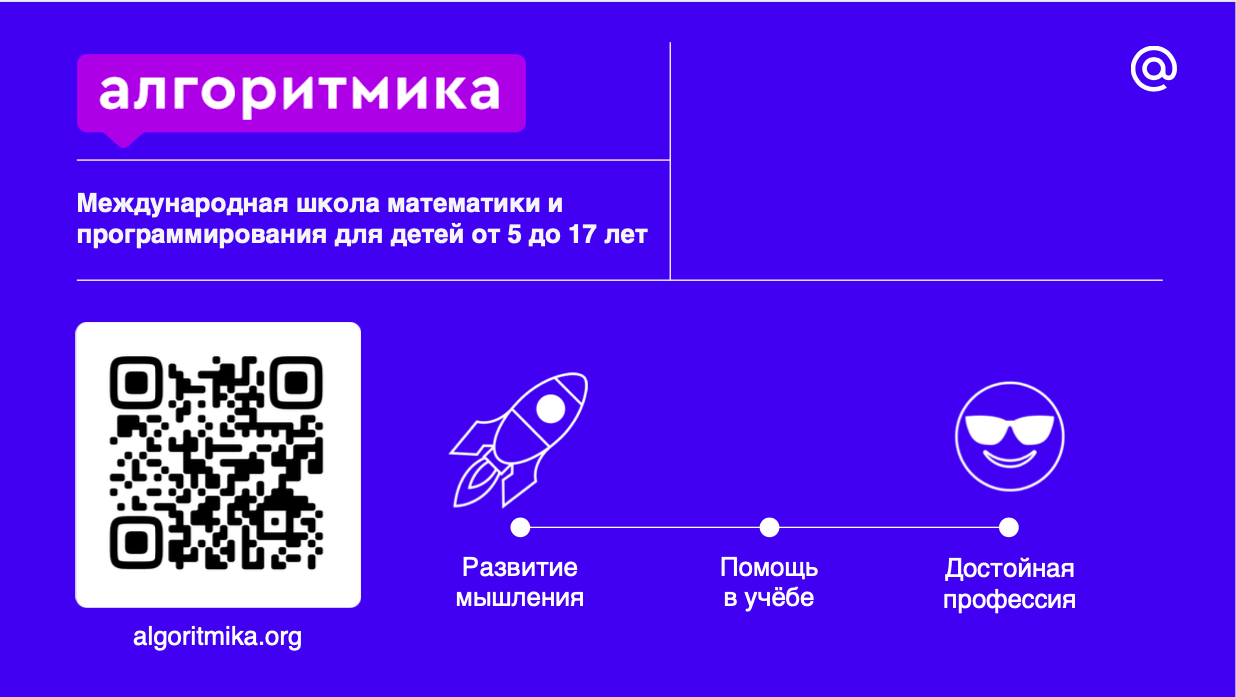 алгоритмика
@
Международная школа математики и
программирования для детей от 5 до 17 лет
algoritmika.org
Развитие
мышления
Помощь
в учёбе
Достойная
профессия